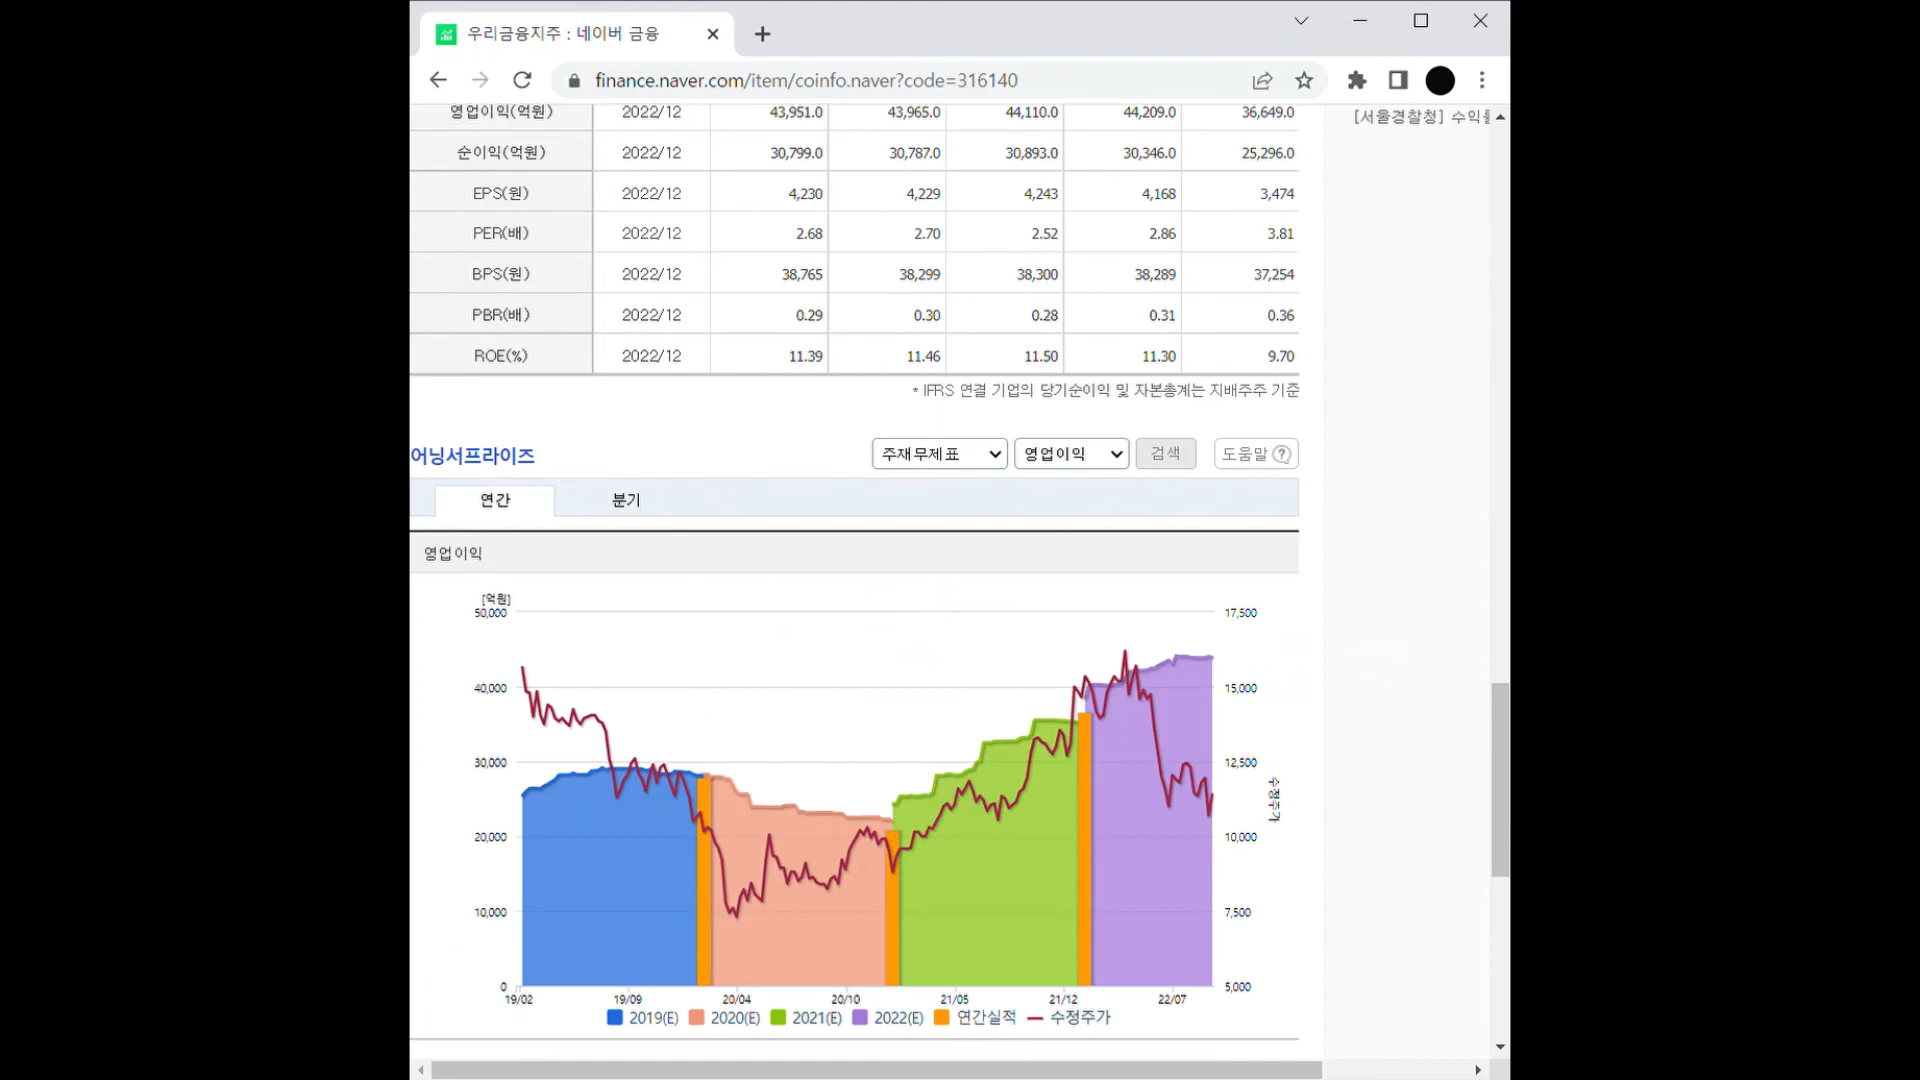 우리금융지주 : 네이버 금융
finance.naver.com/item/coinfo.naver?code=316140
영업이익(억원) 2022/12 43,951.0 43,965.0 44,110.0 44,209.0 36,649.0
[서울경찰청] 수익률
순이익(억원) 2022/12 30,799.0 30,787.0 30,893.0 30,346.0 25,296.0
EPS(원) 2022/12 4,230 4,229 4,243 4,168 3,474
PER(배) 2022/12 2.68 2.70 2.52 2.86 3.81
BPS(원) 2022/12 38,765 38,299 38,300 38,289 37,254
PBR(배) 2022/12 0.29 0.30 0.28 0.31 0.36
ROE(%) 2022/12 11.39 11.46 11.50 11.30 9.70
* IFRS 연결 기업의 당기순이익 및 자본총계는 지배주주 기준
어닝서프라이즈 주재무제표 영업이익 검색 도움말 ?
연간 분기
영업이익
[억원]
50,000 17,500
40,000 15,000
30,000 12,500
수정주가
20,000 10,000
10,000 7,500
0 5,000
19/02 19/09 20/04 20/10 21/05 21/12 22/07
2019(E) 2020(E) 2021(E) 2022(E) 연간실적 수정주가